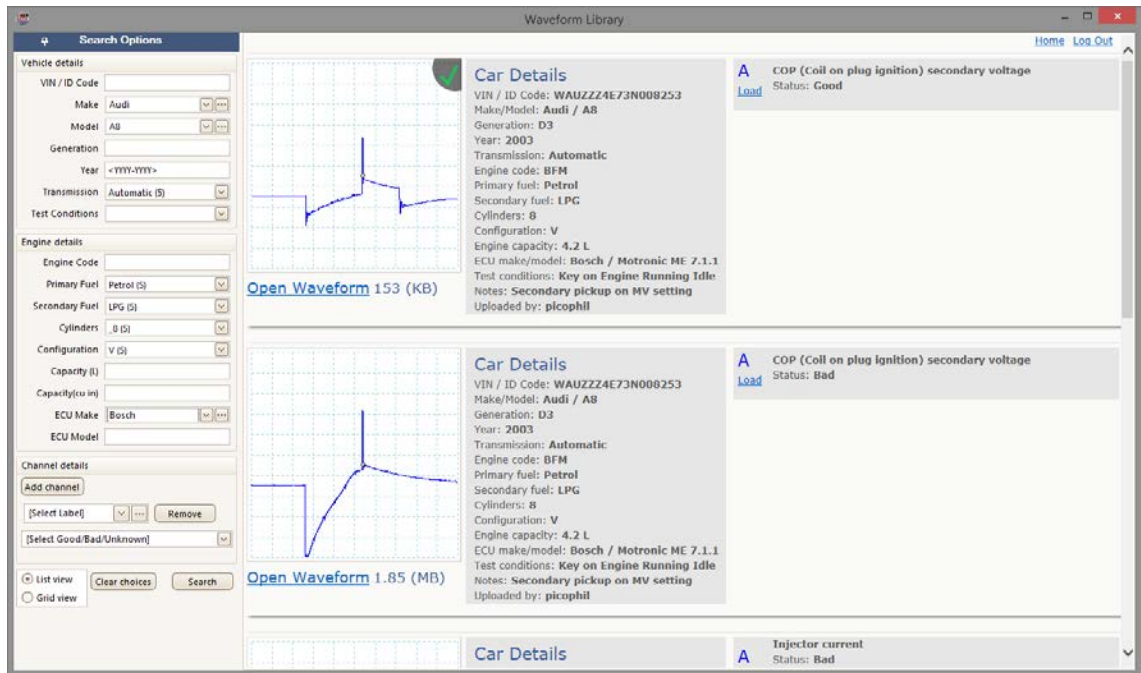 Waveform Library
Search Options
Home Log Out
Vehicle details
VIN / ID Code
Make Audi
Model A8
Generation
Year <YYYY-YYYY>
Transmission Automatic (5)
Test Conditions
Engine details
Engine Code
Primary Fuel Petrol (5)
Secondary Fuel LPG (5)
Cylinders _8 (5)
Configuration V (5)
Capacity (L)
Capacity(cu in)
ECU Make Bosch
ECU Model
Channel details
Add channel
[Select Label] ... Remove
[Select Good/Bad/Unknown]
List view
Grid view
Clear choices
Search
Open Waveform 153 (KB)
Car Details
VIN / ID Code: WAUZZZ4E73N008253
Make/Model: Audi / A8
Generation: D3
Year: 2003
Transmission: Automatic
Engine code: BFM
Primary fuel: Petrol
Secondary fuel: LPG
Cylinders: 8
Configuration: V
Engine capacity: 4.2 L
ECU make/model: Bosch / Motronic ME 7.1.1
Test conditions: Key on Engine Running Idle
Notes: Secondary pickup on MV setting
Uploaded by: picophil
A COP (Coil on plug ignition) secondary voltage
Load Status: Good
Open Waveform 1.85 (MB)
Car Details
VIN / ID Code: WAUZZZ4E73N008253
Make/Model: Audi / A8
Generation: D3
Year: 2003
Transmission: Automatic
Engine code: BFM
Primary fuel: Petrol
Secondary fuel: LPG
Cylinders: 8
Configuration: V
Engine capacity: 4.2 L
ECU make/model: Bosch / Motronic ME 7.1.1
Test conditions: Key on Engine Running Idle
Notes: Secondary pickup on MV setting
Uploaded by: picophil
A COP (Coil on plug ignition) secondary voltage
Load Status: Bad
Car Details
A Injector current
Status: Bad